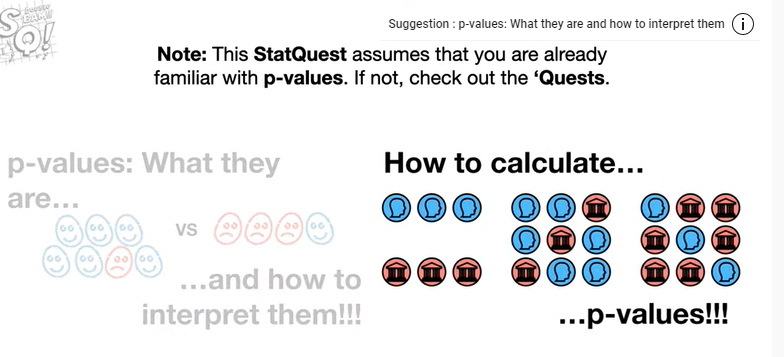 Suggestion : p-values: What they are and how to interpret them
Note: This StatQuest assumes that you are already
familiar with p-values. If not, check out the ‘Quests.
p-values: What they
are…
vs
…and how to
interpret them!!!
How to calculate…
…p-values!!!